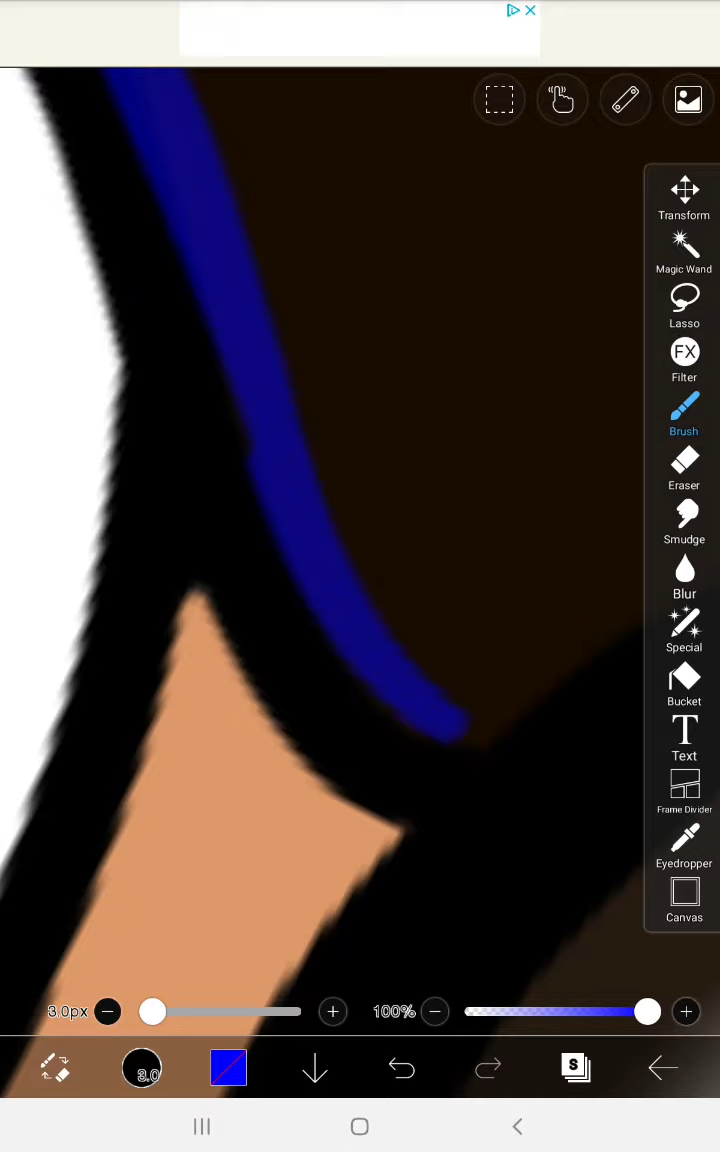 Transform
Magic Wand
Lasso
FX
Filter
Brush
Eraser
Smudge
Blur
Special
Bucket
T
Text
Frame Divider
Eyedropper
Canvas
3.0px
100%
3.0
S